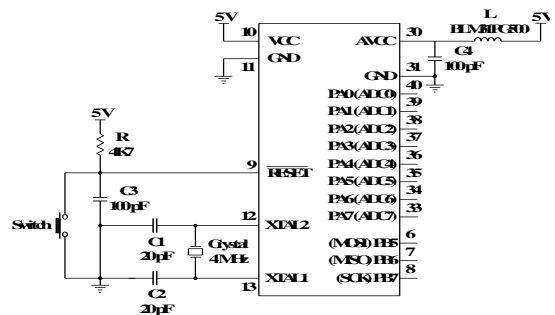 5V
10
VCC
GND
11
5V
R
4K7
9
RESET
C3
100pF
Switch
12
XTAL2
C1
20pF
Crystal
4MHz
C2
20pF
XTAL1
13
L
BLM31PG500
5V
AVCC
30
C4
100pF
GND
31
PA0(ADC0)
40
PA1(ADC1)
39
PA2(ADC2)
38
PA3(ADC3)
37
PA4(ADC4)
36
PA5(ADC5)
35
PA6(ADC6)
34
PA7(ADC7)
33
(MOSI)PB5
6
(MISO)PB6
7
(SCK)PB7
8